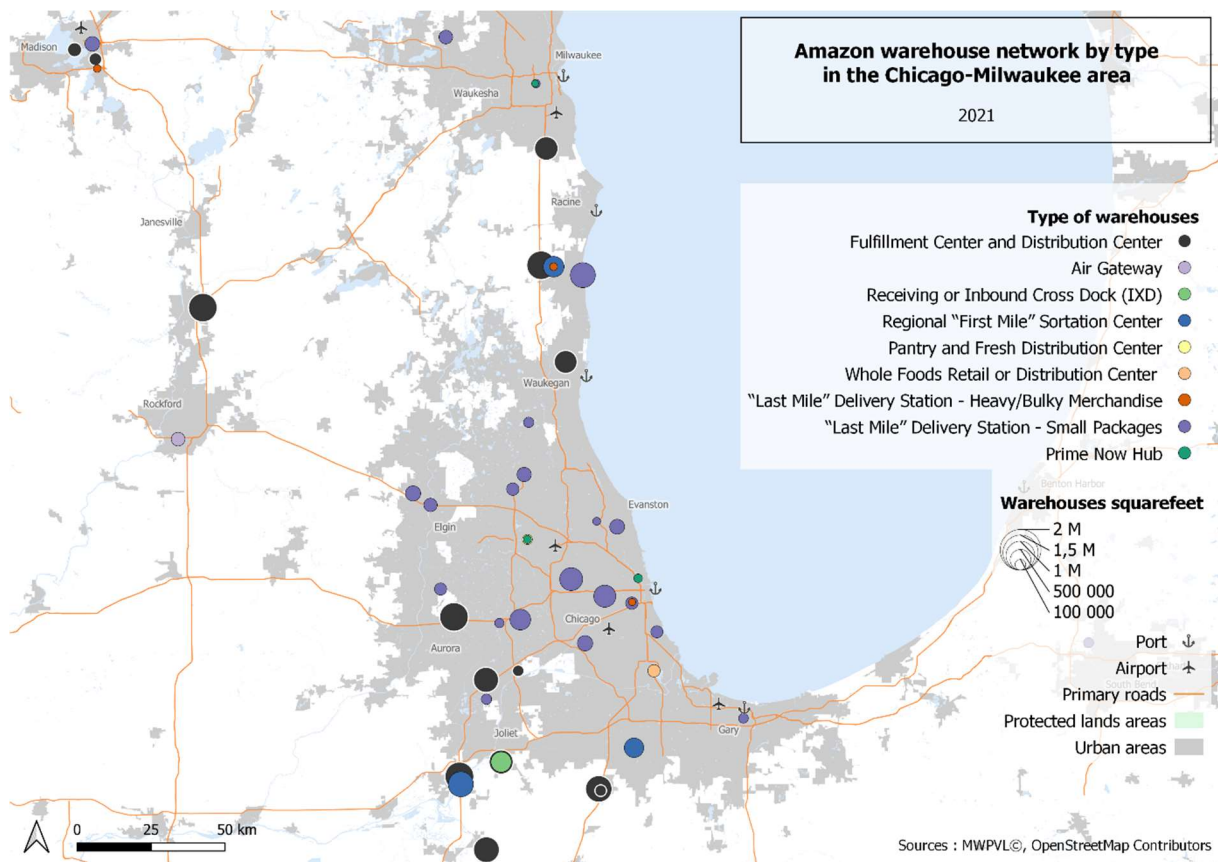 Amazon warehouse network by type
in the Chicago-Milwaukee area
2021
Madison
Milwaukee
Waukesha
Racine
Janesville
Waukegan
Rockford
Evanston
Elgin
Chicago
Aurora
Joliet
Gary
Type of warehouses
Fulfillment Center and Distribution Center
Air Gateway
Receiving or Inbound Cross Dock (IXD)
Regional “First Mile” Sortation Center
Pantry and Fresh Distribution Center
Whole Foods Retail or Distribution Center
“Last Mile” Delivery Station - Heavy/Bulky Merchandise
“Last Mile” Delivery Station - Small Packages
Prime Now Hub
Benton Harbor
Warehouses squarefeet
2 M
1,5 M
1 M
500 000
100 000
Port
Airport
South Bend
Primary roads
Protected lands areas
Urban areas
0 25 50 km
Sources : MWPVL©, OpenStreetMap Contributors